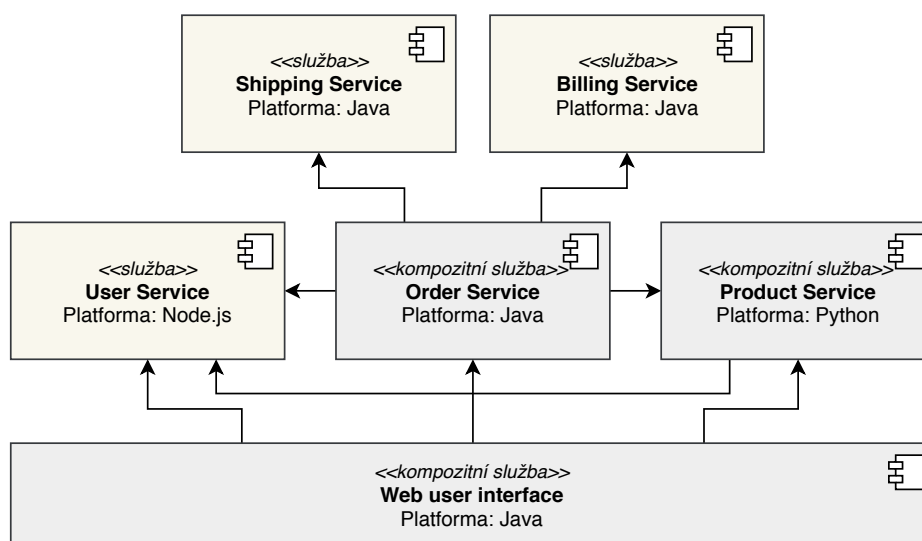 <<služba>>
Shipping Service
Platforma: Java
<<služba>>
Billing Service
Platforma: Java
<<služba>>
User Service
Platforma: Node.js
<<kompozitní služba>>
Order Service
Platforma: Java
<<kompozitní služba>>
Product Service
Platforma: Python
<<kompozitní služba>>
Web user interface
Platforma: Java